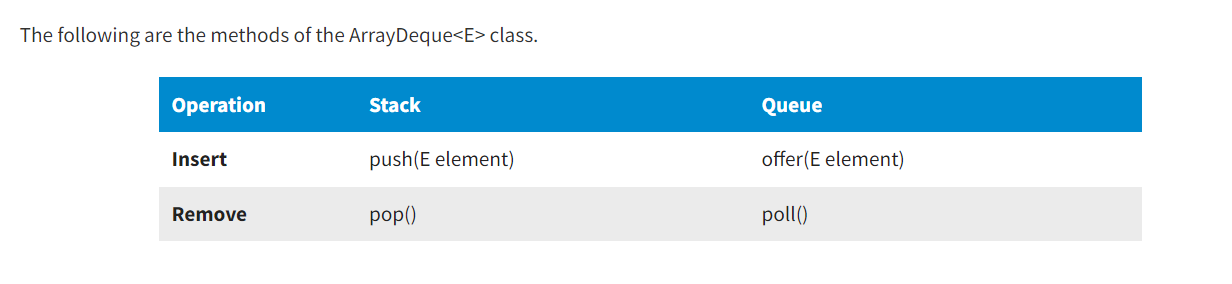 The following are the methods of the ArrayDeque<E> class.
Operation Stack Queue
Insert push(E element) offer(E element)
Remove pop() poll()